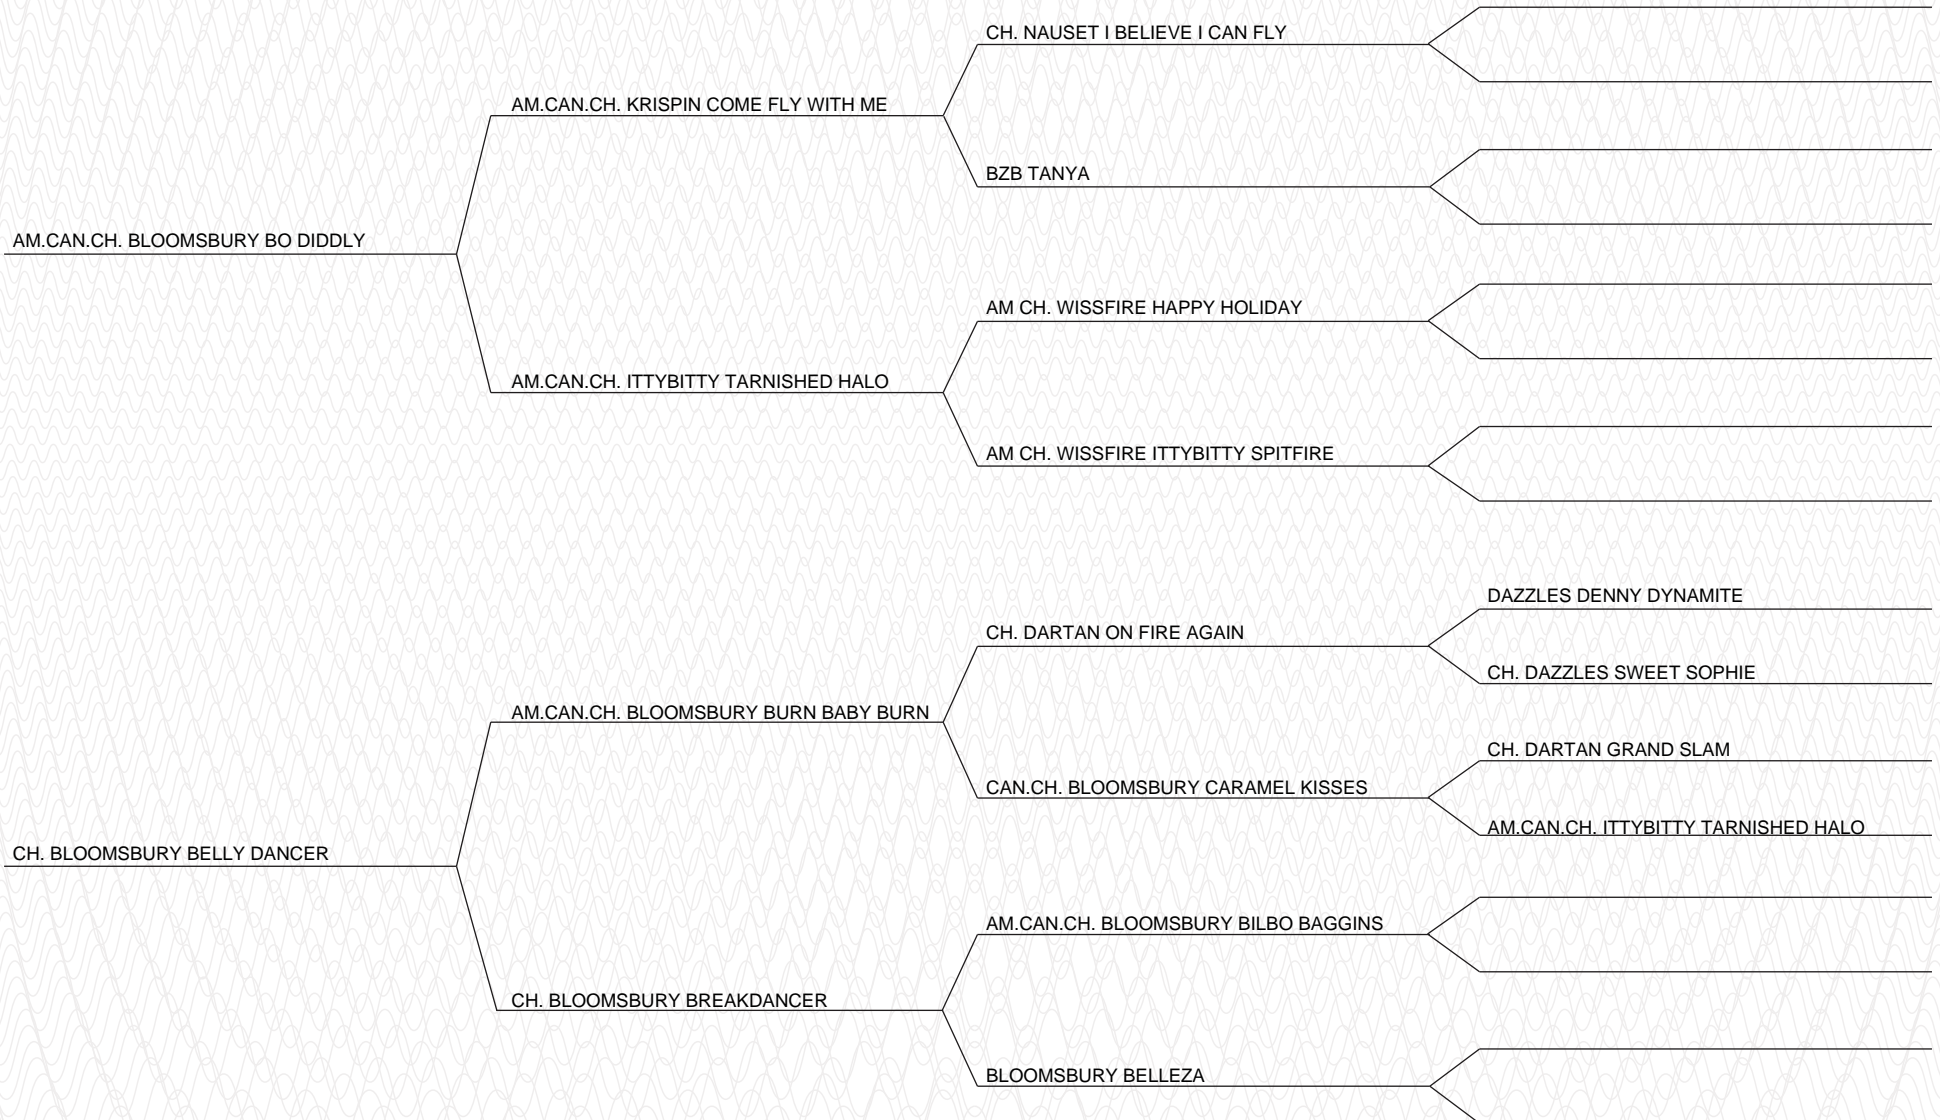 CH. NAUSET I BELIEVE I CAN FLY
AM.CAN.CH. KRISPIN COME FLY WITH ME
BZB TANYA
AM.CAN.CH. BLOOMSBURY BO DIDDLY
AM CH. WISSFIRE HAPPY HOLIDAY
AM.CAN.CH. ITTYBITTY TARNISHED HALO
AM CH. WISSFIRE ITTYBITTY SPITFIRE
DAZZLES DENNY DYNAMITE
CH. DARTAN ON FIRE AGAIN
CH. DAZZLES SWEET SOPHIE
AM.CAN.CH. BLOOMSBURY BURN BABY BURN
CH. DARTAN GRAND SLAM
CAN.CH. BLOOMSBURY CARAMEL KISSES
AM.CAN.CH. ITTYBITTY TARNISHED HALO
CH. BLOOMSBURY BELLY DANCER
AM.CAN.CH. BLOOMSBURY BILBO BAGGINS
CH. BLOOMSBURY BREAKDANCER
BLOOMSBURY BELLEZA